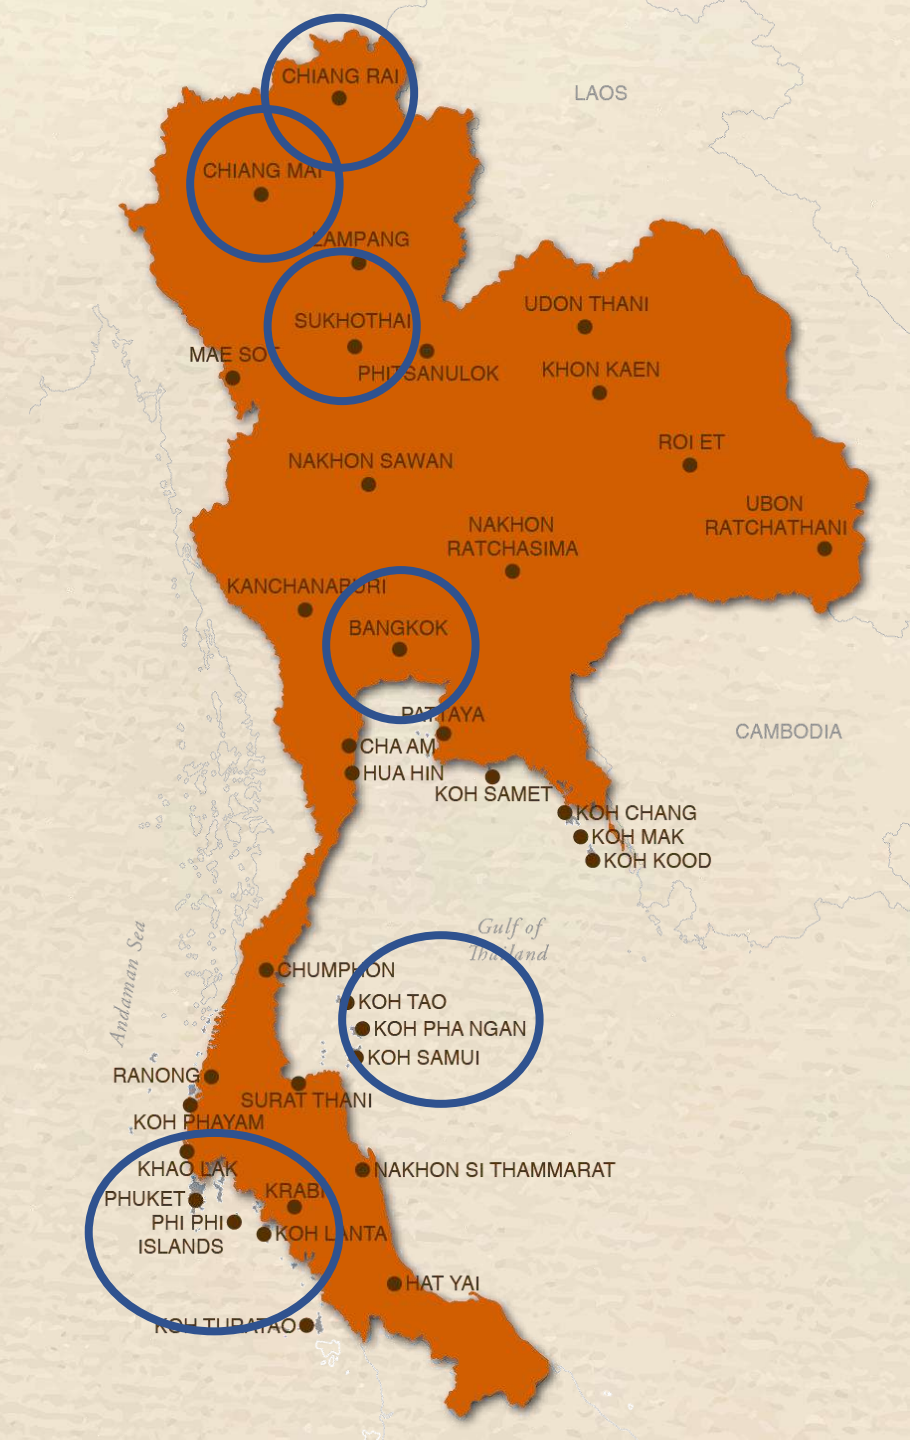 CHIANG RAI
LAOS
CHIANG MAI
LAMPANG
UDON THANI
SUKHOTHAI
MAE SOT
PHITSANULOK
KHON KAEN
ROI ET
NAKHON SAWAN
UBON
RATCHATHANI
NAKHON
RATCHASIMA
KANCHANABURI
BANGKOK
PATTAYA
CAMBODIA
CHA AM
HUA HIN
KOH SAMET
KOH CHANG
KOH MAK
KOH KOOD
Gulf of
Thailand
Andaman Sea
CHUMPHON
KOH TAO
KOH PHA NGAN
KOH SAMUI
RANONG
SURAT THANI
KOH PHAYAM
KHAO LAK
NAKHON SI THAMMARAT
PHUKET
KRABI
PHI PHI
ISLANDS
KOH LANTA
HAT YAI
KOH TURATAO